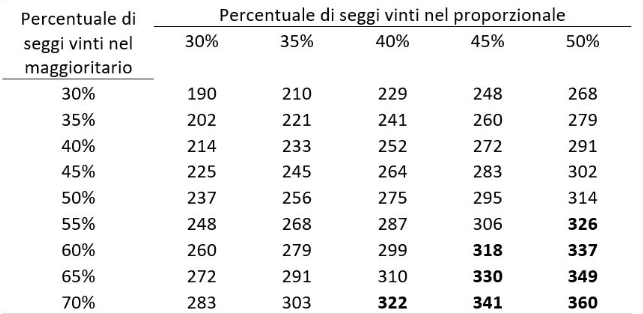 Percentuale di seggi vinti nel maggioritario
Percentuale di seggi vinti nel proporzionale
30% 35% 40% 45% 50%
30% 190 210 229 248 268
35% 202 221 241 260 279
40% 214 233 252 272 291
45% 225 245 264 283 302
50% 237 256 275 295 314
55% 248 268 287 306 326
60% 260 279 299 318 337
65% 272 291 310 330 349
70% 283 303 322 341 360